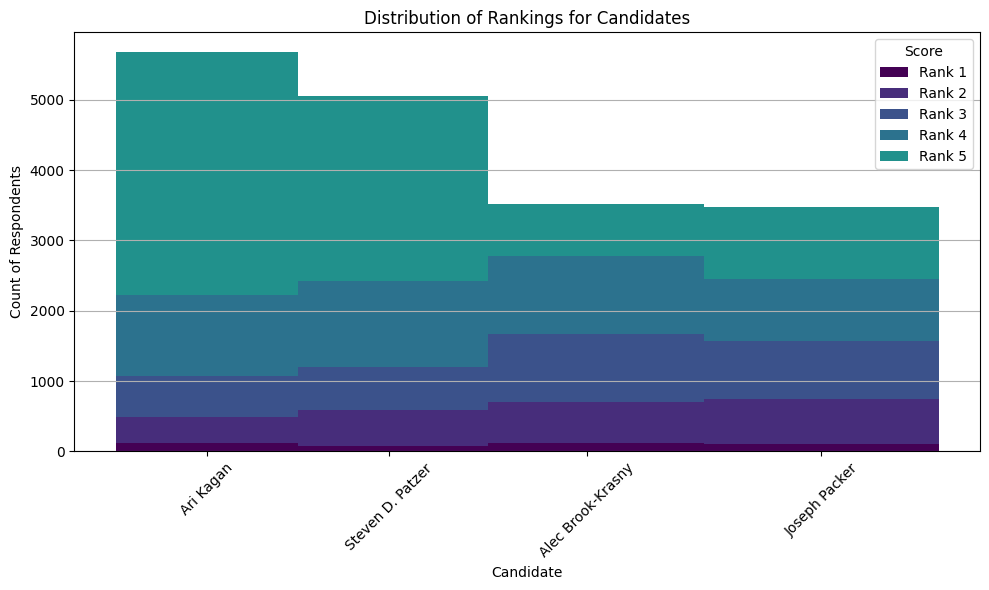 Distribution of Rankings for Candidates
Score
Rank 1
Rank 2
Rank 3
Rank 4
Rank 5
Count of Respondents
5000
4000
3000
2000
1000
0
Ari Kagan
Steven D. Patzer
Alec Brook-Krasny
Joseph Packer
Candidate